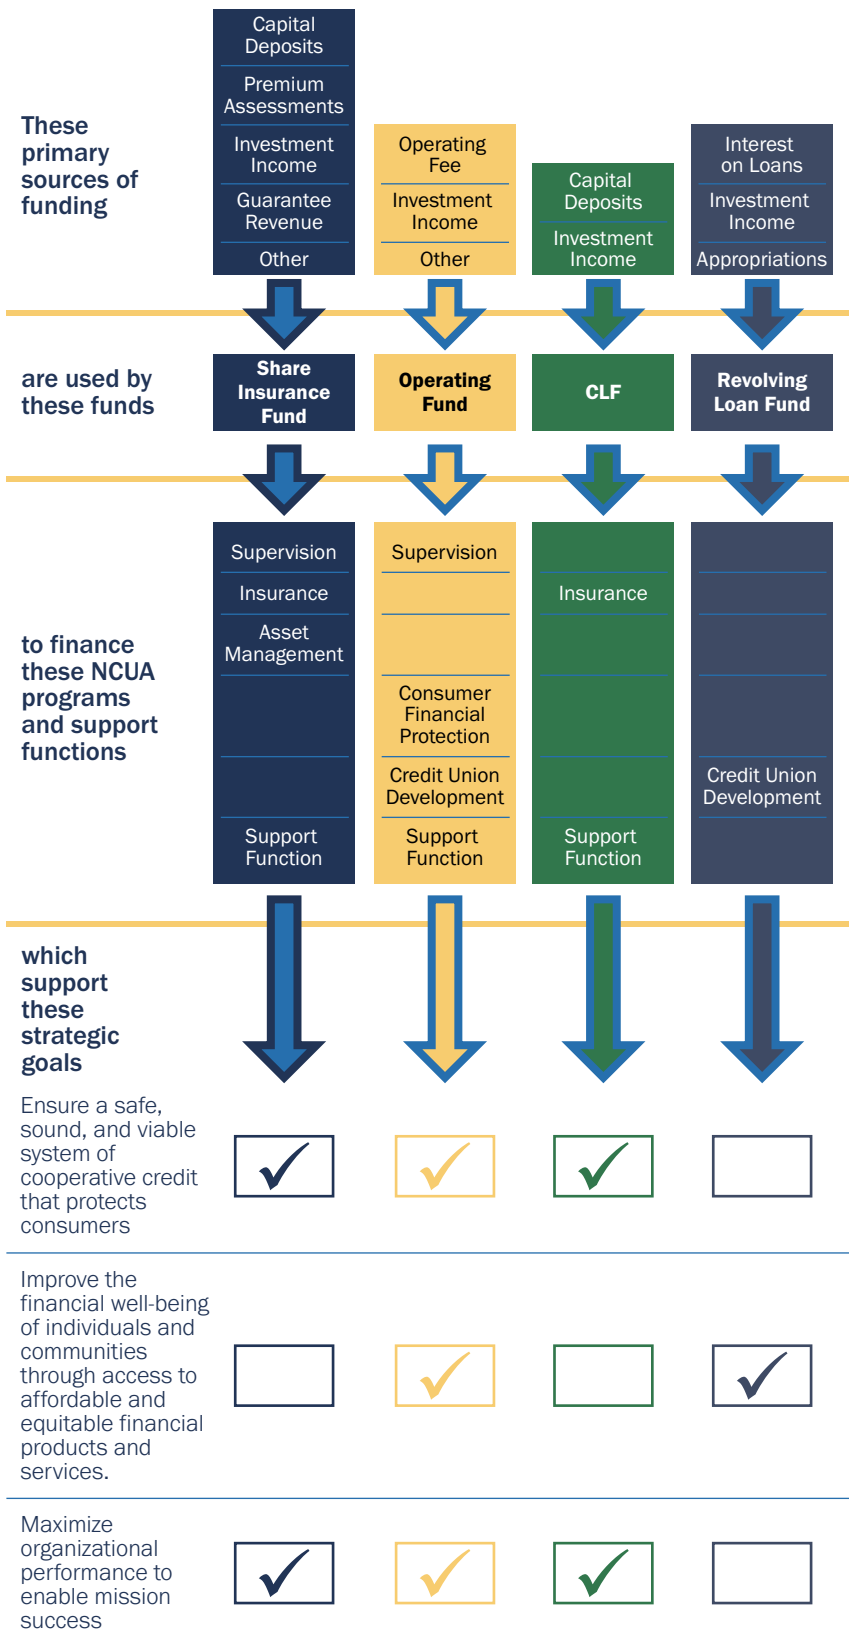 These
primary
sources of
funding
Capital
Deposits
Premium
Assessments
Investment
Income
Guarantee
Revenue
Other
Operating
Fee
Investment
Income
Other
Capital
Deposits
Investment
Income
Interest
on Loans
Investment
Income
Appropriations
are used by
these funds
Share
Insurance
Fund
Operating
Fund
CLF
Revolving
Loan Fund
to finance
these NCUA
programs
and support
functions
Supervision
Insurance
Asset
Management
Support
Function
Supervision
Consumer
Financial
Protection
Credit Union
Development
Support
Function
Insurance
Support
Function
Credit Union
Development
which
support
these
strategic
goals
Ensure a safe,
sound, and viable
system of
cooperative credit
that protects
consumers
Improve the
financial well-being
of individuals and
communities
through access to
affordable and
equitable financial
products and
services.
Maximize
organizational
performance to
enable mission
success